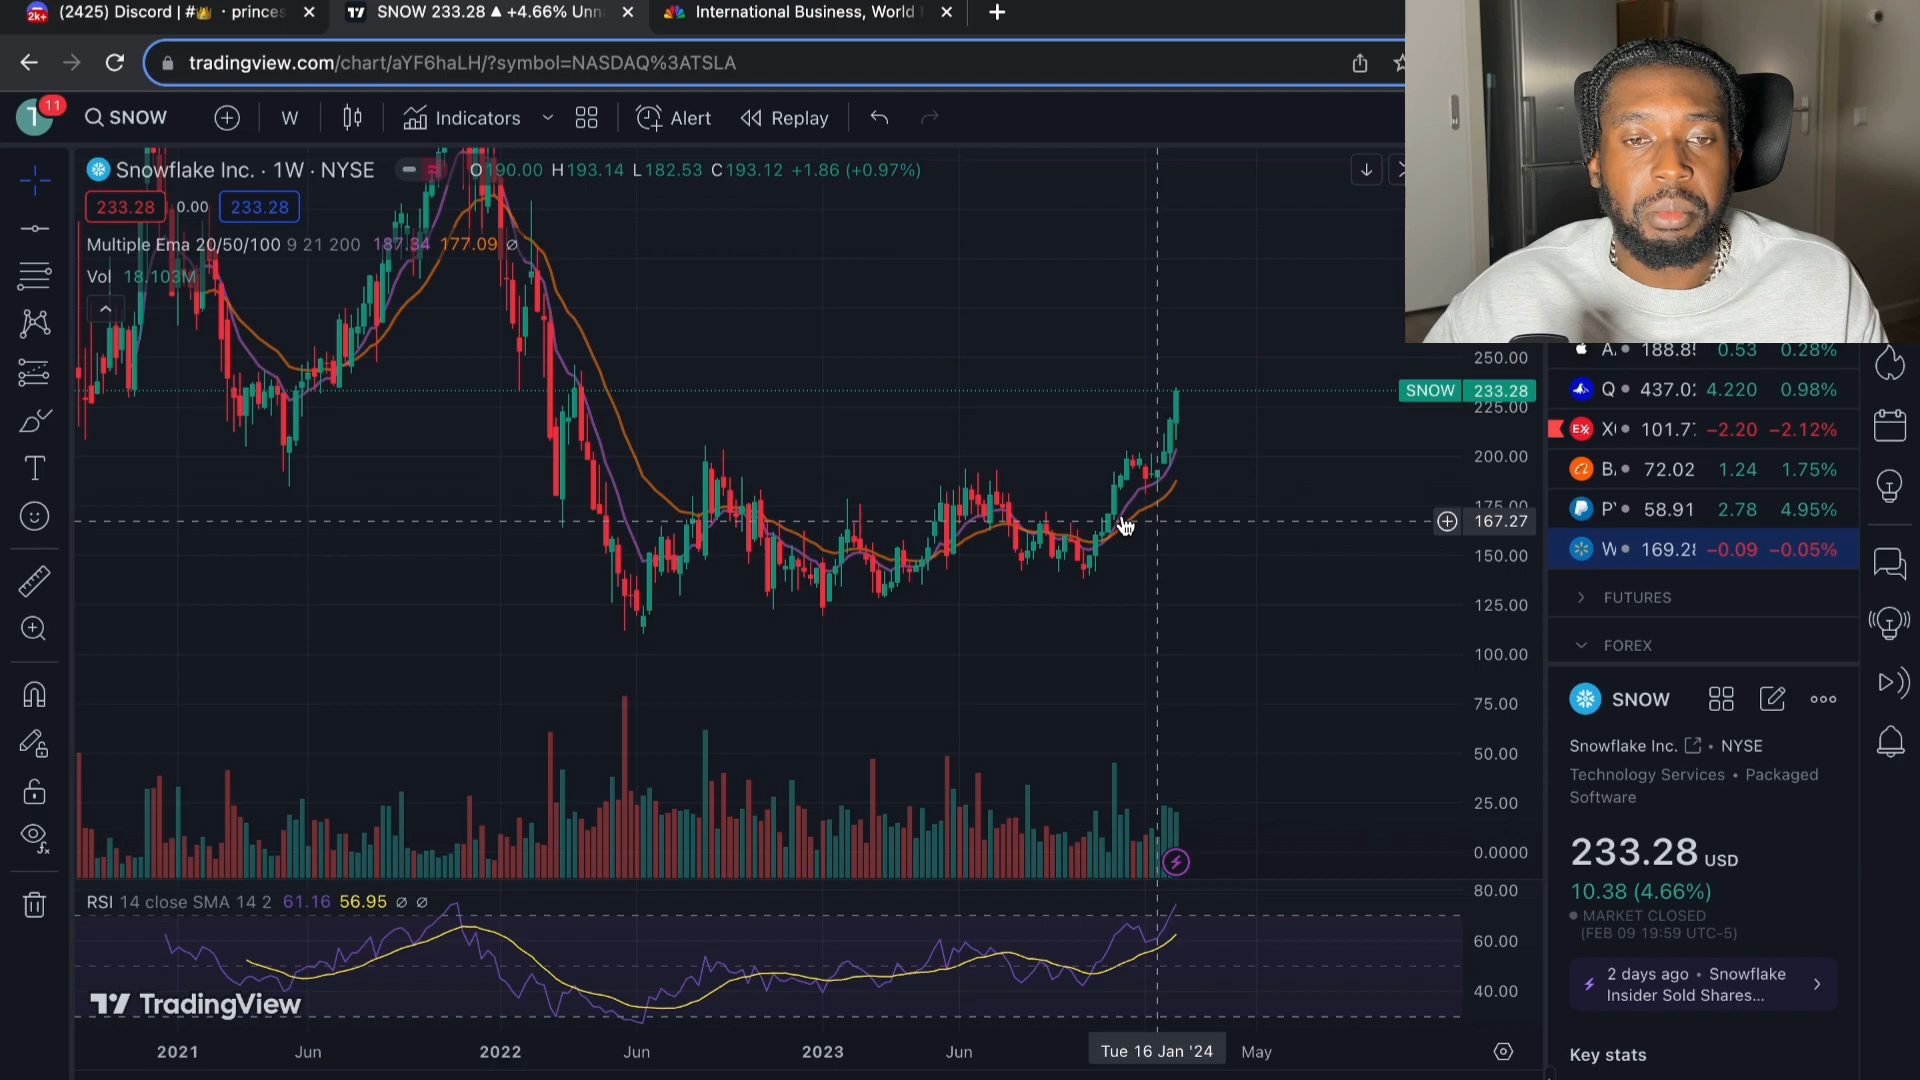 (2425) Discord | # · princes
SNOW 233.28 ▲ +4.66% Unn
International Business, World
tradingview.com/chart/aYF6haLH/?symbol=NASDAQ%3ATSLA
11
SNOW
W
Indicators
Alert
Replay
Snowflake Inc. · 1W · NYSE
O190.00 H193.14 L182.53 C193.12 +1.86 (+0.97%)
233.28
0.00
233.28
Multiple Ema 20/50/100 9 21 200 187.34 177.09 ∅
Vol 18.103M
250.00
SNOW 233.28
225.00
200.00
175.00
167.27
150.00
125.00
100.00
75.00
50.00
25.00
0.0000
RSI 14 close SMA 14 2 61.16 56.95 ∅ ∅
80.00
60.00
40.00
TradingView
2021
Jun
2022
Jun
2023
Jun
Tue 16 Jan '24
May
A. 188.8 0.53 0.28%
Q 437.0 4.220 0.98%
X 101.7 −2.20 −2.12%
B. 72.02 1.24 1.75%
P 58.91 2.78 4.95%
W 169.2 −0.09 −0.05%
FUTURES
FOREX
SNOW
Snowflake Inc. • NYSE
Technology Services • Packaged
Software
233.28 USD
10.38 (4.66%)
MARKET CLOSED
(FEB 09 19:59 UTC-5)
2 days ago • Snowflake
Insider Sold Shares...
Key stats